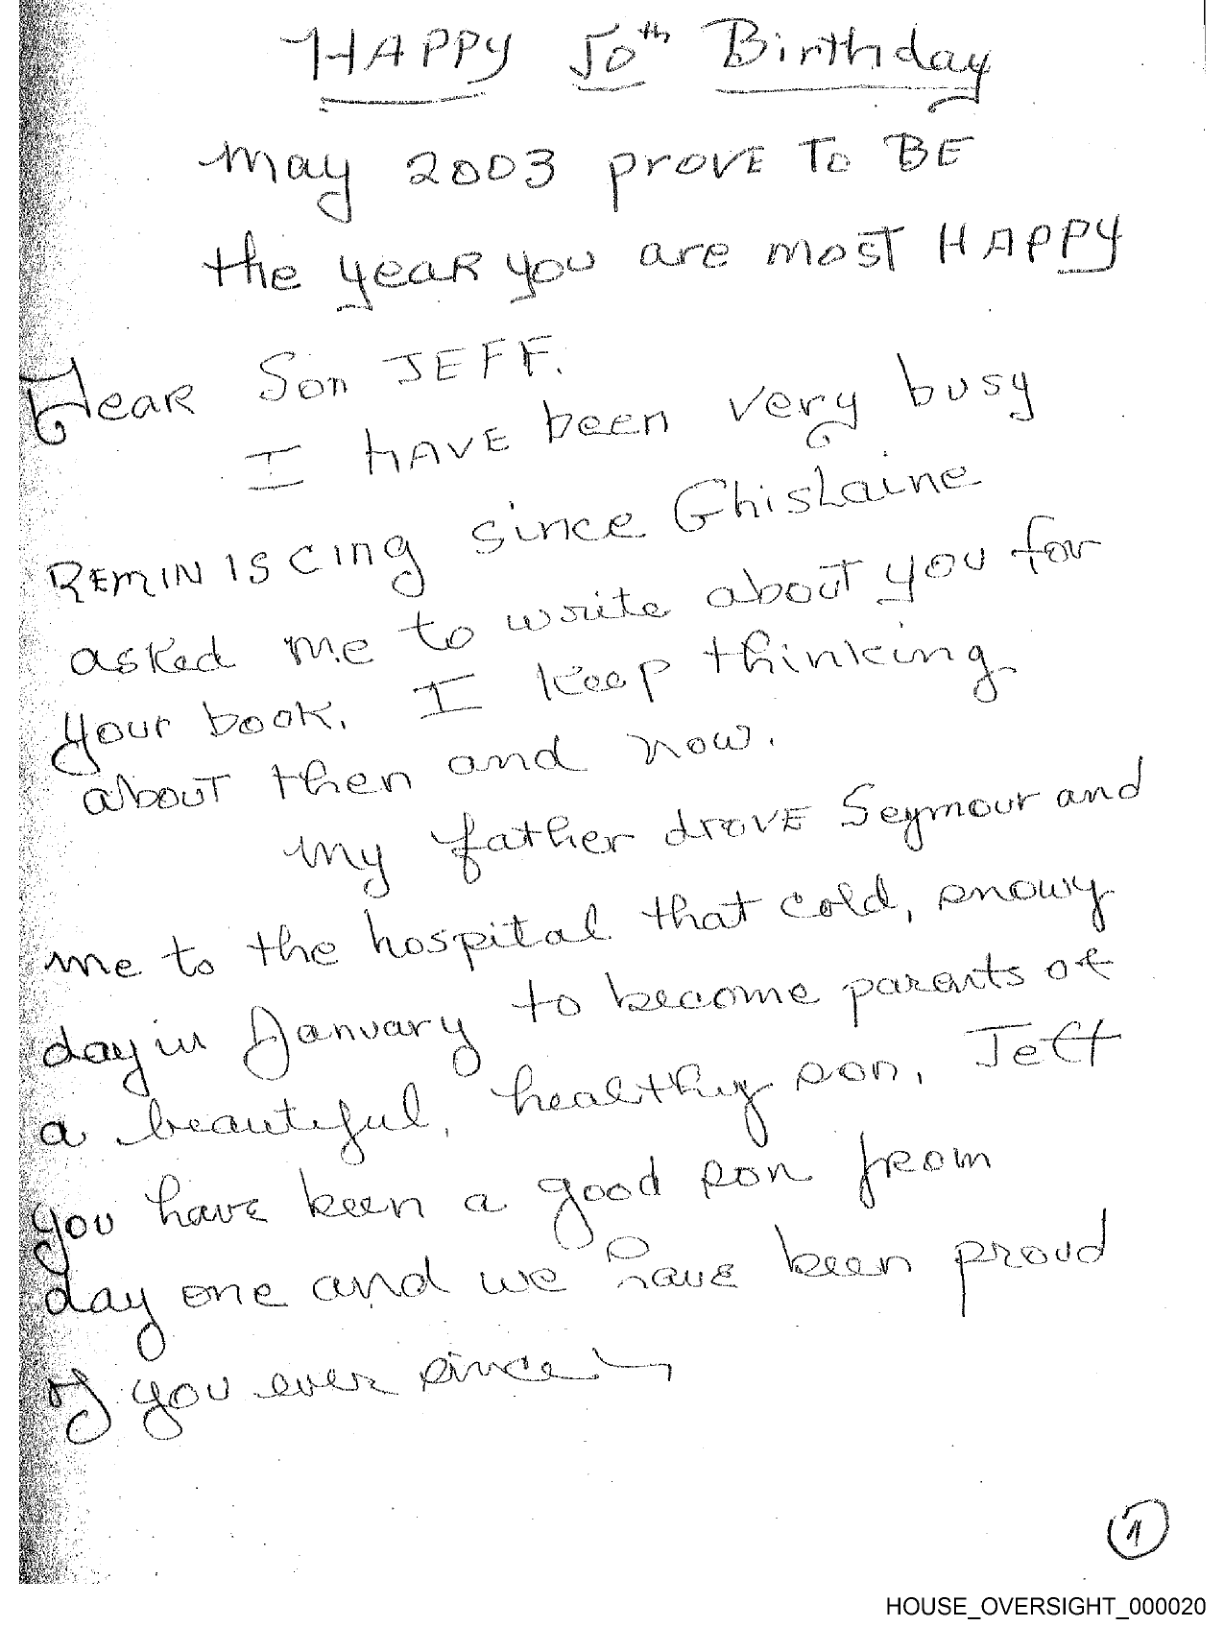 HAPPY 50th Birthday
may 2003 prove To BE
the year you are most HAPPY
Dear Son JEFF.
I have been very busy
Reminiscing since Ghislaine
asked me to write about you for
your book. I keep thinking
about then and now.
My father drove Seymour and
me to the hospital that cold, snowy
day in January to become parents of
a beautiful, healthy son. Jeff
you have been a good son from
day one and we have been proud
of you ever since
1
HOUSE_OVERSIGHT_000020